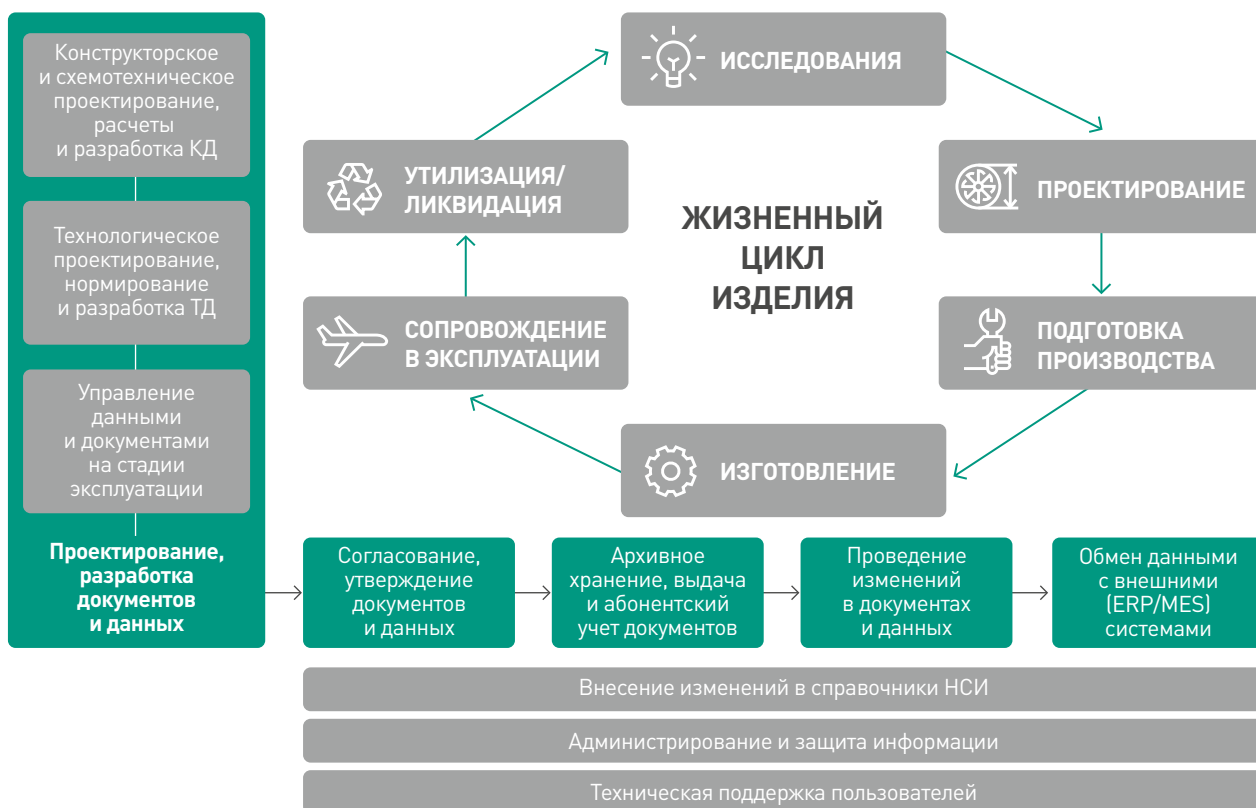 Конструкторское
и схемотехническое
проектирование,
расчеты
и разработка КД
Технологическое
проектирование,
нормирование
и разработка ТД
Управление
данными
и документами
на стадии
эксплуатации
Проектирование,
разработка
документов
и данных
ИССЛЕДОВАНИЯ
ПРОЕКТИРОВАНИЕ
ПОДГОТОВКА
ПРОИЗВОДСТВА
ИЗГОТОВЛЕНИЕ
СОПРОВОЖДЕНИЕ
В ЭКСПЛУАТАЦИИ
УТИЛИЗАЦИЯ/
ЛИКВИДАЦИЯ
ЖИЗНЕННЫЙ
ЦИКЛ
ИЗДЕЛИЯ
Согласование,
утверждение
документов
и данных
Архивное
хранение, выдача
и абонентский
учет документов
Проведение
изменений
в документах
и данных
Обмен данными
с внешними
(ERP/MES)
системами
Внесение изменений в справочники НСИ
Администрирование и защита информации
Техническая поддержка пользователей